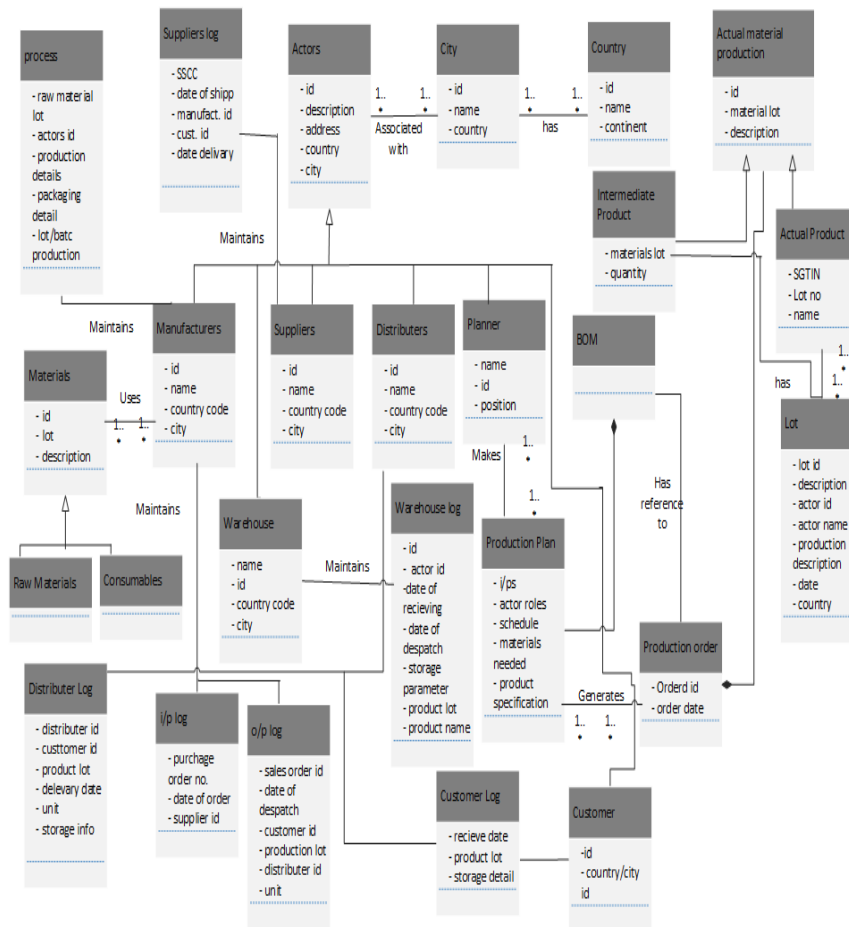 process
- raw material
lot
- actors id
- production
details
- packaging
detail
- lot/batc
production
Suppliers log
- SSCC
- date of shipp
- manufact. id
- cust. id
- date delivary
Actors
- id
- description
- address
- country
- city
1..
*
1..
*
Associated
with
City
- id
- name
- country
1..
*
1..
*
has
Country
- id
- name
- continent
Actual material
production
- id
- material lot
- description
Intermediate
Product
- materials lot
- quantity
Actual Product
- SGTIN
- Lot no
- name
Maintains
Maintains
Manufacturers
- id
- name
- country code
- city
Suppliers
- id
- name
- country code
- city
Distributers
- id
- name
- country code
- city
Planner
- name
- id
- position
BOM
1..
*
has
1..
*
Materials
- id
- lot
- description
Uses
1..
*
1..
*
Makes
1..
*
1..
*
Lot
- lot id
- description
- actor id
- actor name
- production
description
- date
- country
Has
reference
to
Maintains
Raw Materials
Consumables
Warehouse
- name
- id
- country code
- city
Maintains
Warehouse log
- id
- actor id
-date of
recieving
- date of
despatch
- storage
parameter
- product lot
- product name
Production Plan
- i/ps
- actor roles
- schedule
- materials
needed
- product
specification
Generates
1..
*
1..
*
Production order
- Orderd id
- order date
Distributer Log
- distributer id
- custtomer id
- product lot
- delevary date
- unit
- storage info
i/p log
- purchage
order no.
- date of order
- supplier id
o/p log
- sales order id
- date of
despatch
- customer id
- production lot
- distributer id
- unit
Customer Log
- recieve date
- product lot
- storage detail
Customer
-id
- country/city
id